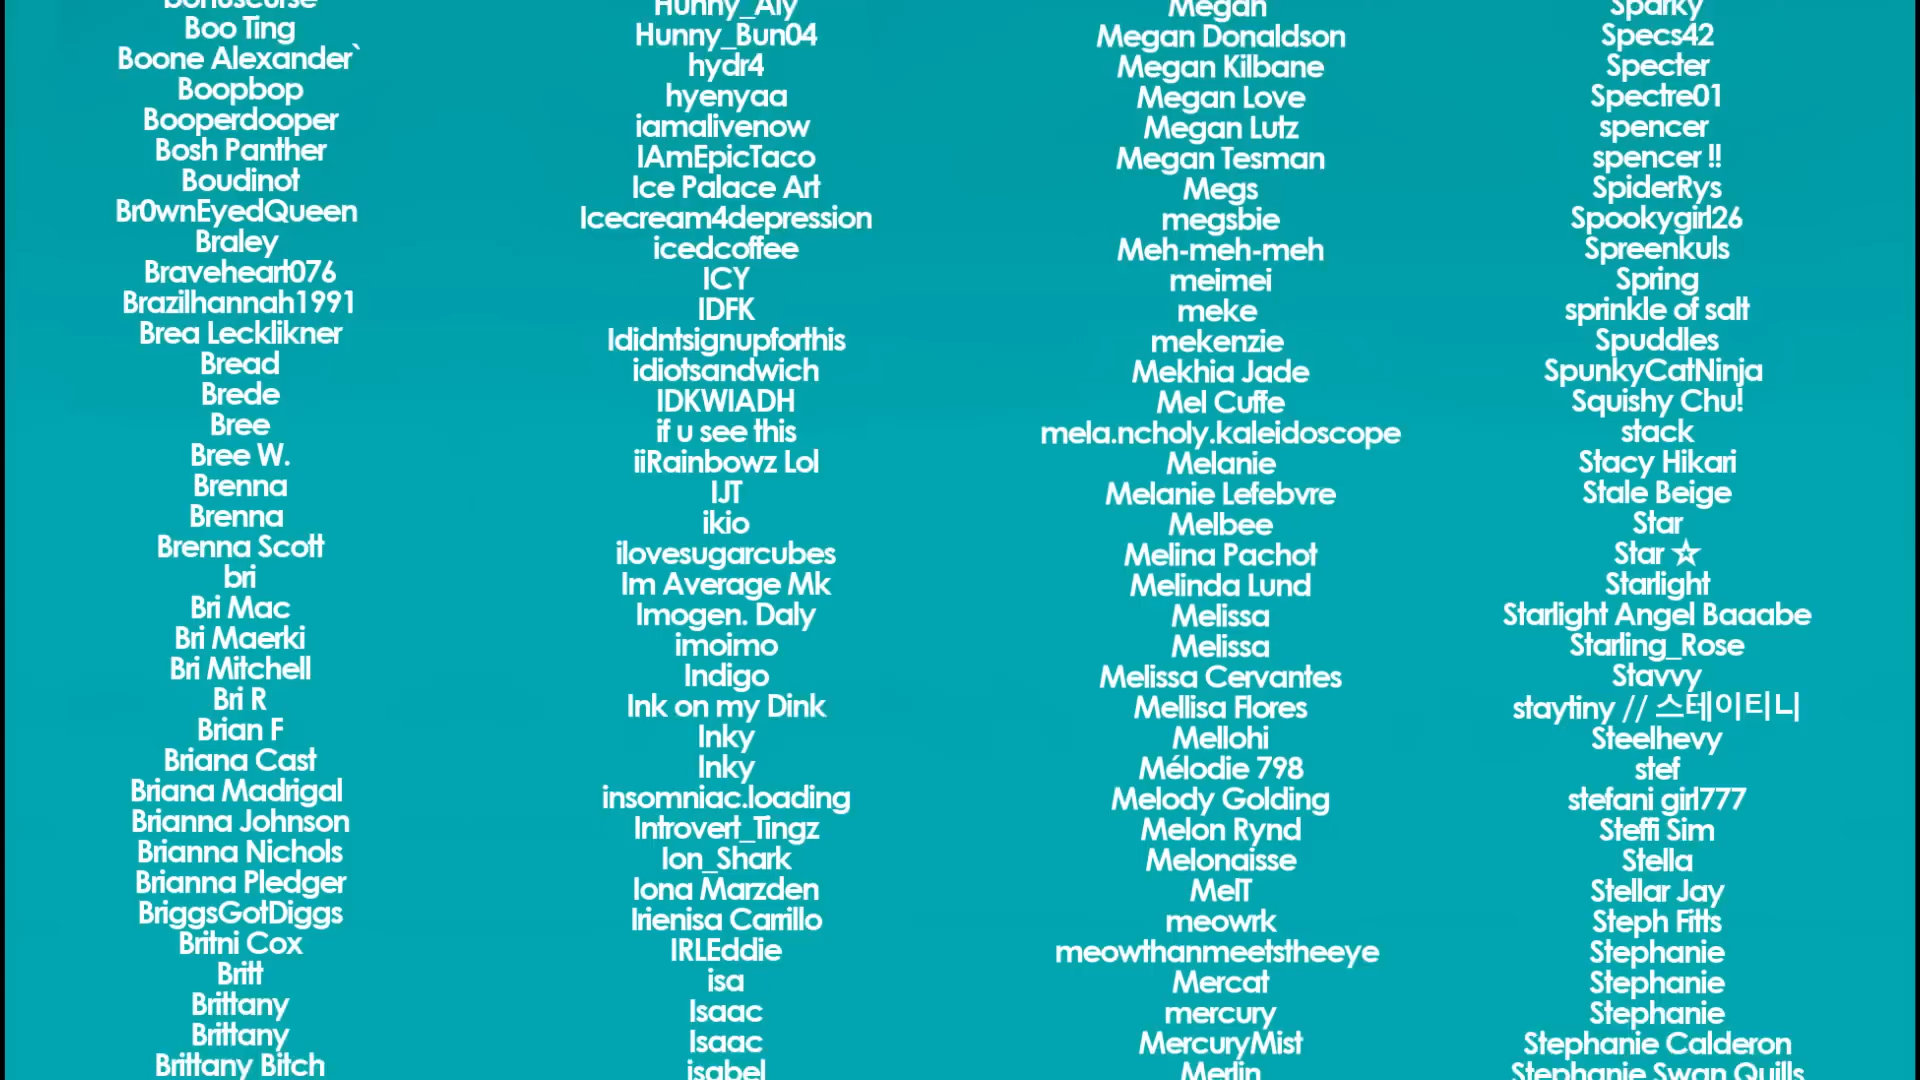 bonuscurse
Boo Ting
Boone Alexander`
Boopbop
Booperdooper
Bosh Panther
Boudinot
Br0wnEyedQueen
Braley
Braveheart076
Brazilhannah1991
Brea Lecklikner
Bread
Brede
Bree
Bree W.
Brenna
Brenna
Brenna Scott
bri
Bri Mac
Bri Maerki
Bri Mitchell
Bri R
Brian F
Briana Cast
Briana Madrigal
Brianna Johnson
Brianna Nichols
Brianna Pledger
BriggsGotDiggs
Britni Cox
Britt
Brittany
Brittany
Brittany Bitch
Hunny_Aly
Hunny_Bun04
hydr4
hyenyaa
iamalivenow
IAmEpicTaco
Ice Palace Art
Icecream4depression
icedcoffee
ICY
IDFK
Ididntsignupforthis
idiotsandwich
IDKWIADH
if u see this
iiRainbowz Lol
IJT
ikio
ilovesugarcubes
Im Average Mk
Imogen. Daly
imoimo
Indigo
Ink on my Dink
Inky
Inky
insomniac.loading
Introvert_Tingz
Ion_Shark
Iona Marzden
Irienisa Carrillo
IRLEddie
isa
Isaac
Isaac
isabel
Megan
Megan Donaldson
Megan Kilbane
Megan Love
Megan Lutz
Megan Tesman
Megs
megsbie
Meh-meh-meh
meimei
meke
mekenzie
Mekhia Jade
Mel Cuffe
mela.ncholy.kaleidoscope
Melanie
Melanie Lefebvre
Melbee
Melina Pachot
Melinda Lund
Melissa
Melissa
Melissa Cervantes
Mellisa Flores
Mellohi
Mélodie 798
Melody Golding
Melon Rynd
Melonaisse
MelT
meowrk
meowthanmeetstheeye
Mercat
mercury
MercuryMist
Merlin
Sparky
Specs42
Specter
Spectre01
spencer
spencer !!
SpiderRys
Spookygirl26
Spreenkuls
Spring
sprinkle of salt
Spuddles
SpunkyCatNinja
Squishy Chu!
stack
Stacy Hikari
Stale Beige
Star
Star ☆
Starlight
Starlight Angel Baaabe
Starling_Rose
Stavvy
staytiny // 스테이티니
Steelhevy
stef
stefani girl777
Steffi Sim
Stella
Stellar Jay
Steph Fitts
Stephanie
Stephanie
Stephanie
Stephanie Calderon
Stephanie Swan Quills